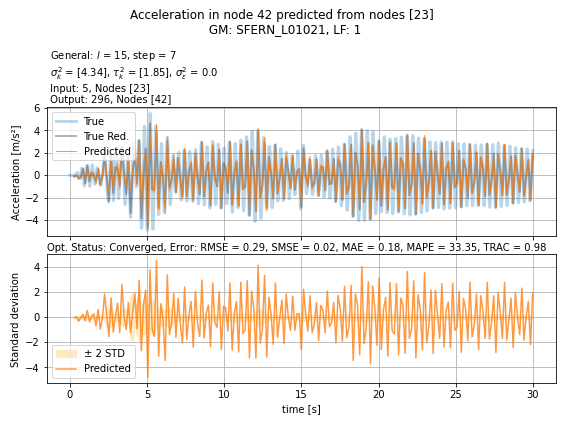 Acceleration in node 42 predicted from nodes [23]
GM: SFERN_L01021, LF: 1
General: l = 15, step = 7
σ²ₖ = [4.34], τ²ₖ = [1.85], σ²ε = 0.0
Input: 5, Nodes [23]
Output: 296, Nodes [42]
Acceleration [m/s²]
6
4
2
0
−2
−4
True
True Red.
Predicted
Opt. Status: Converged, Error: RMSE = 0.29, SMSE = 0.02, MAE = 0.18, MAPE = 33.35, TRAC = 0.98
Standard deviation
4
2
0
−2
−4
± 2 STD
Predicted
0 5 10 15 20 25 30
time [s]